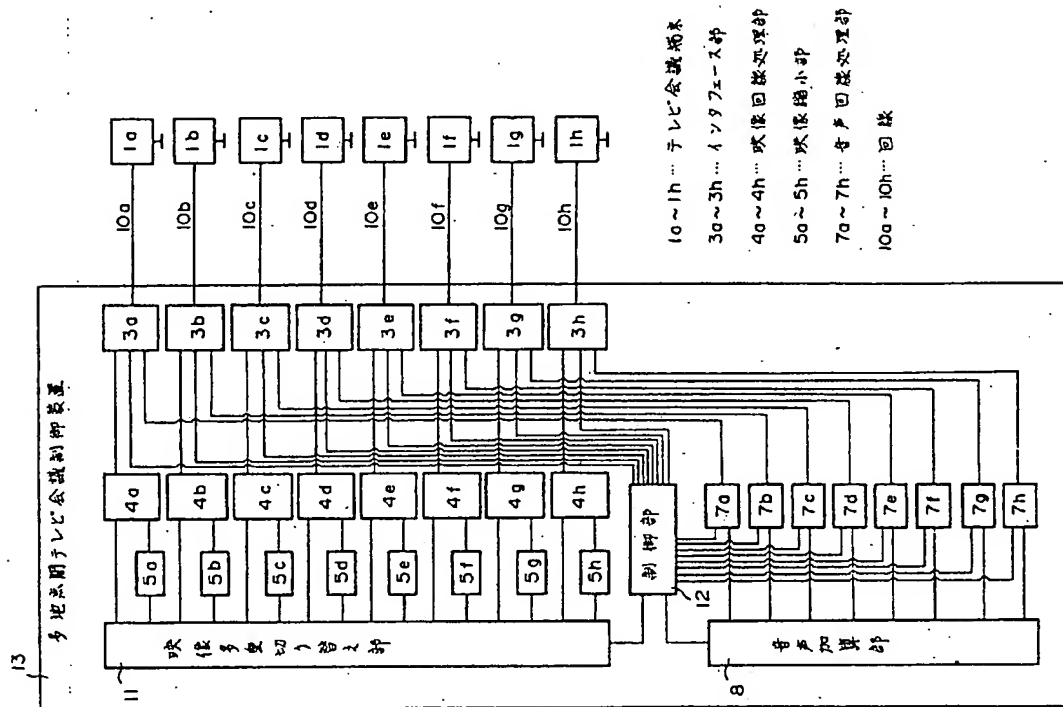 13
多地点間テレビ会議制御装置
3a 10a 1a
4a
5a
3b 10b 1b
4b
5b
3c 10c 1c
4c
5c
3d 10d 1d
4d
5d
3e 10e 1e
4e
5e
3f 10f 1f
4f
5f
3g 10g 1g
4g
5g
3h 10h 1h
4h
5h
映像多重切り替え部
11
制御部
12
7a
7b
7c
7d
7e
7f
7g
7h
音声加算部
8
1a~1h…テレビ会議端末
3a~3h…インタフェース部
4a~4h…映像回線処理部
5a~5h…映像縮小部
7a~7h…音声回線処理部
10a~10h…回線